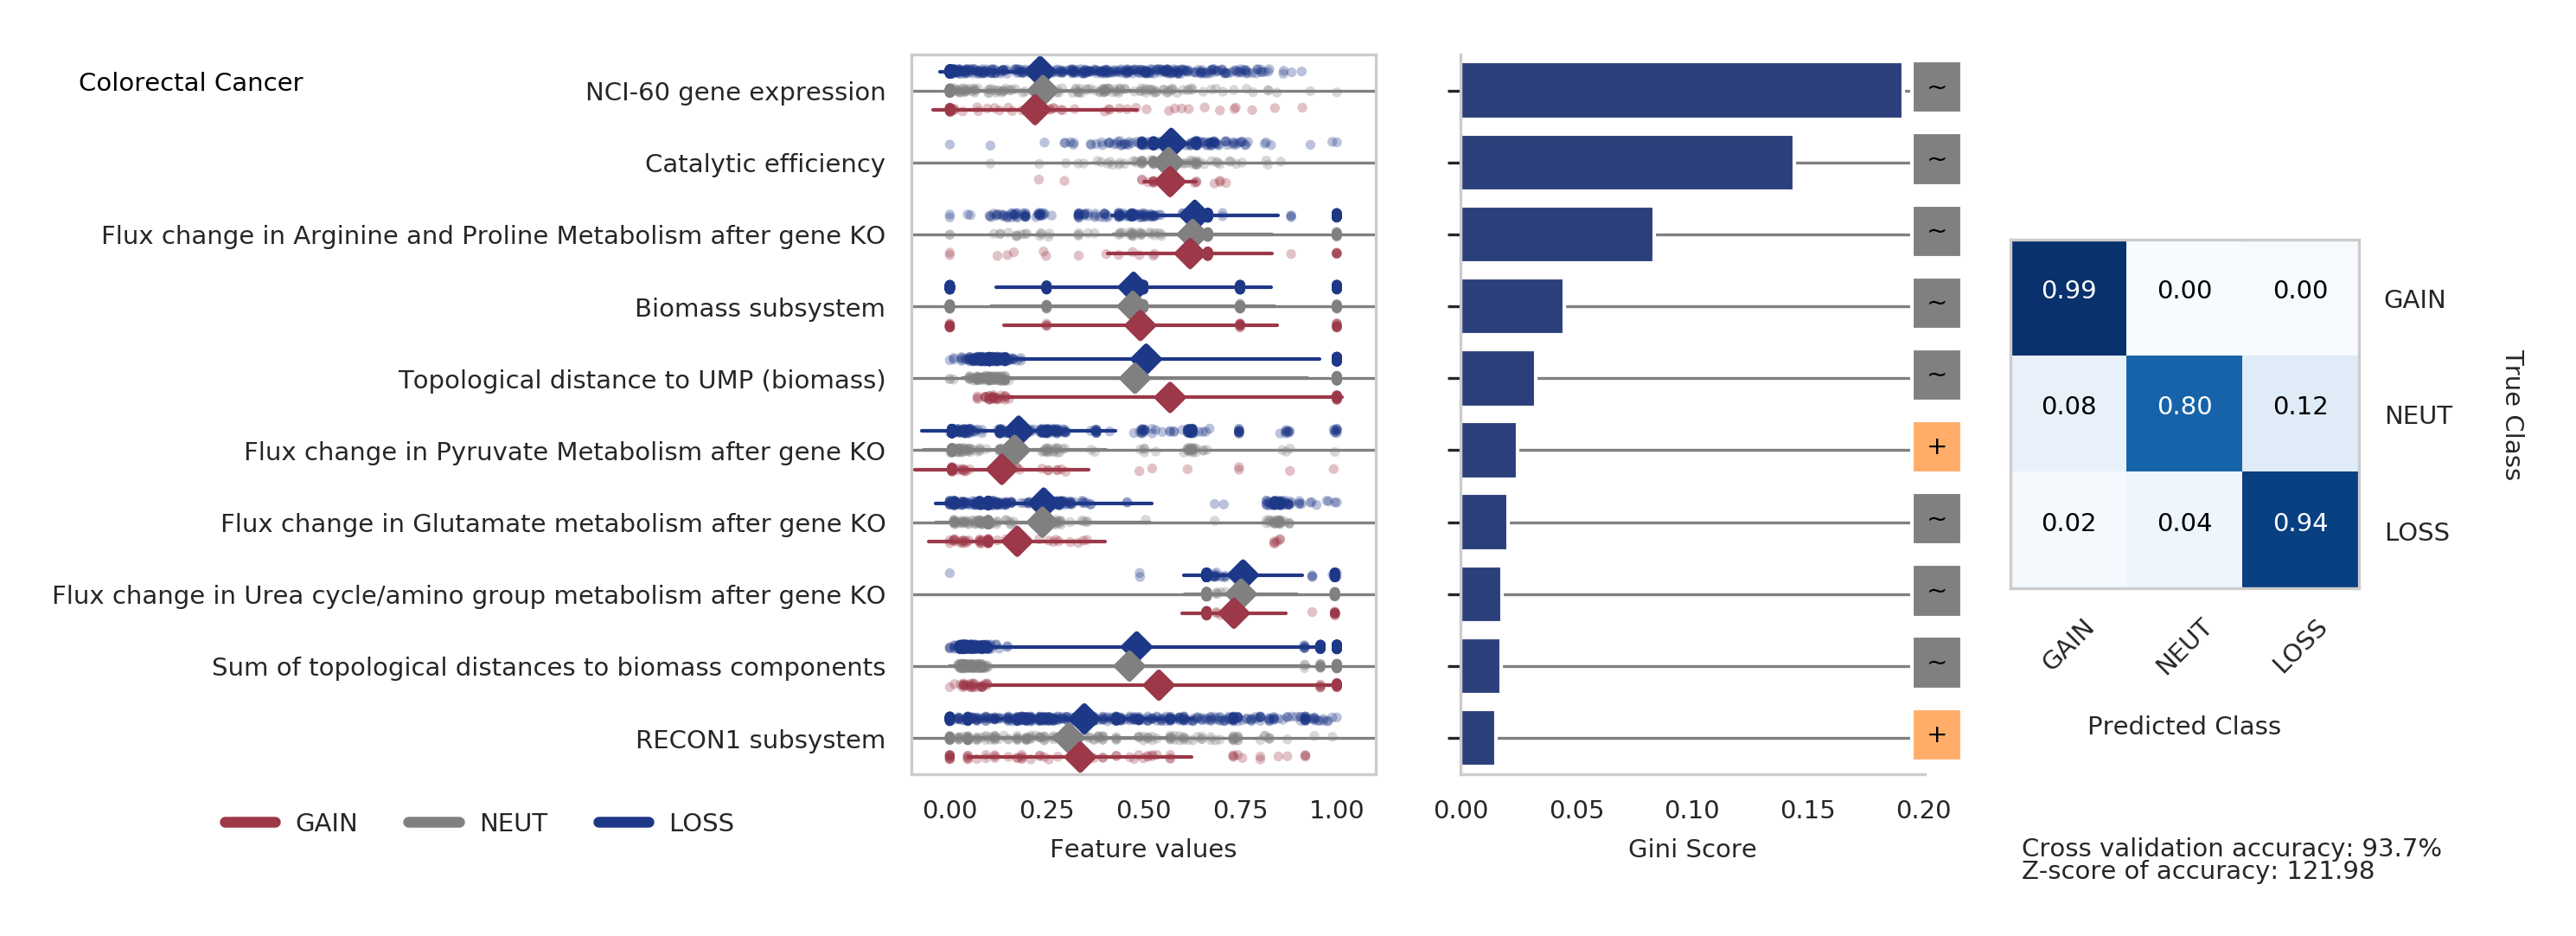 Colorectal Cancer
NCI-60 gene expression
Catalytic efficiency
Flux change in Arginine and Proline Metabolism after gene KO
Biomass subsystem
Topological distance to UMP (biomass)
Flux change in Pyruvate Metabolism after gene KO
Flux change in Glutamate metabolism after gene KO
Flux change in Urea cycle/amino group metabolism after gene KO
Sum of topological distances to biomass components
RECON1 subsystem
GAIN NEUT LOSS
0.00 0.25 0.50 0.75 1.00
Feature values
~
~
~
~
~
+
~
~
~
+
0.00 0.05 0.10 0.15 0.20
Gini Score
0.99 0.00 0.00 GAIN
0.08 0.80 0.12 NEUT
0.02 0.04 0.94 LOSS
True Class
GAIN NEUT LOSS
Predicted Class
Cross validation accuracy: 93.7%
Z-score of accuracy: 121.98